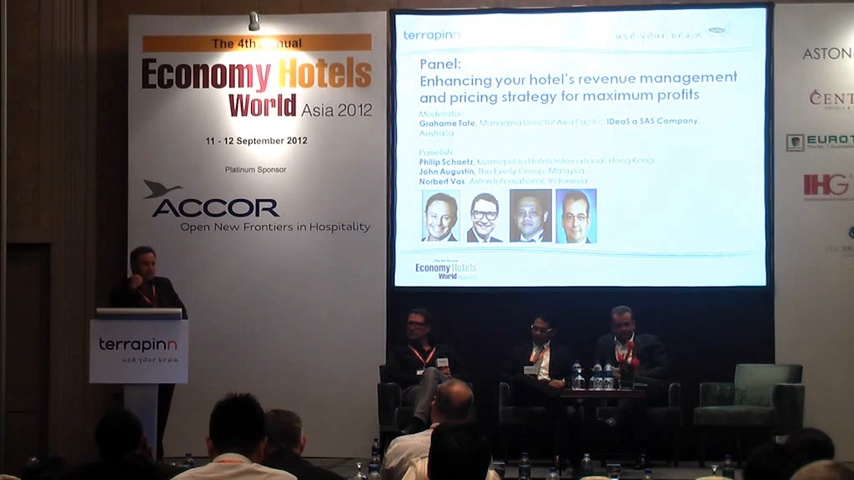 The 4th Annual
Economy Hotels
World Asia 2012
11 - 12 September 2012
Platinum Sponsor
ACCOR
Open New Frontiers in Hospitality
terrapinn
use your brain
terrapinn use your brain
Panel:
Enhancing your hotel's revenue management
and pricing strategy for maximum profits
Moderator:
Grahame Tate, Managing Director Asia Pacific, IDeaS a SAS Company,
Australia
Panelists:
Philip Schaetz, Kosmopolito Hotels International, Hong Kong
John Augustin, The Everly Group, Malaysia
Norbert Vas, Aston International, Indonesia
Economy Hotels
World
ASTON
IHG